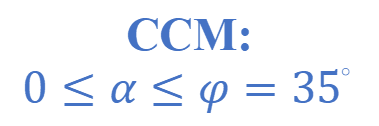 CCM:
0 ≤ α ≤ φ = 35°